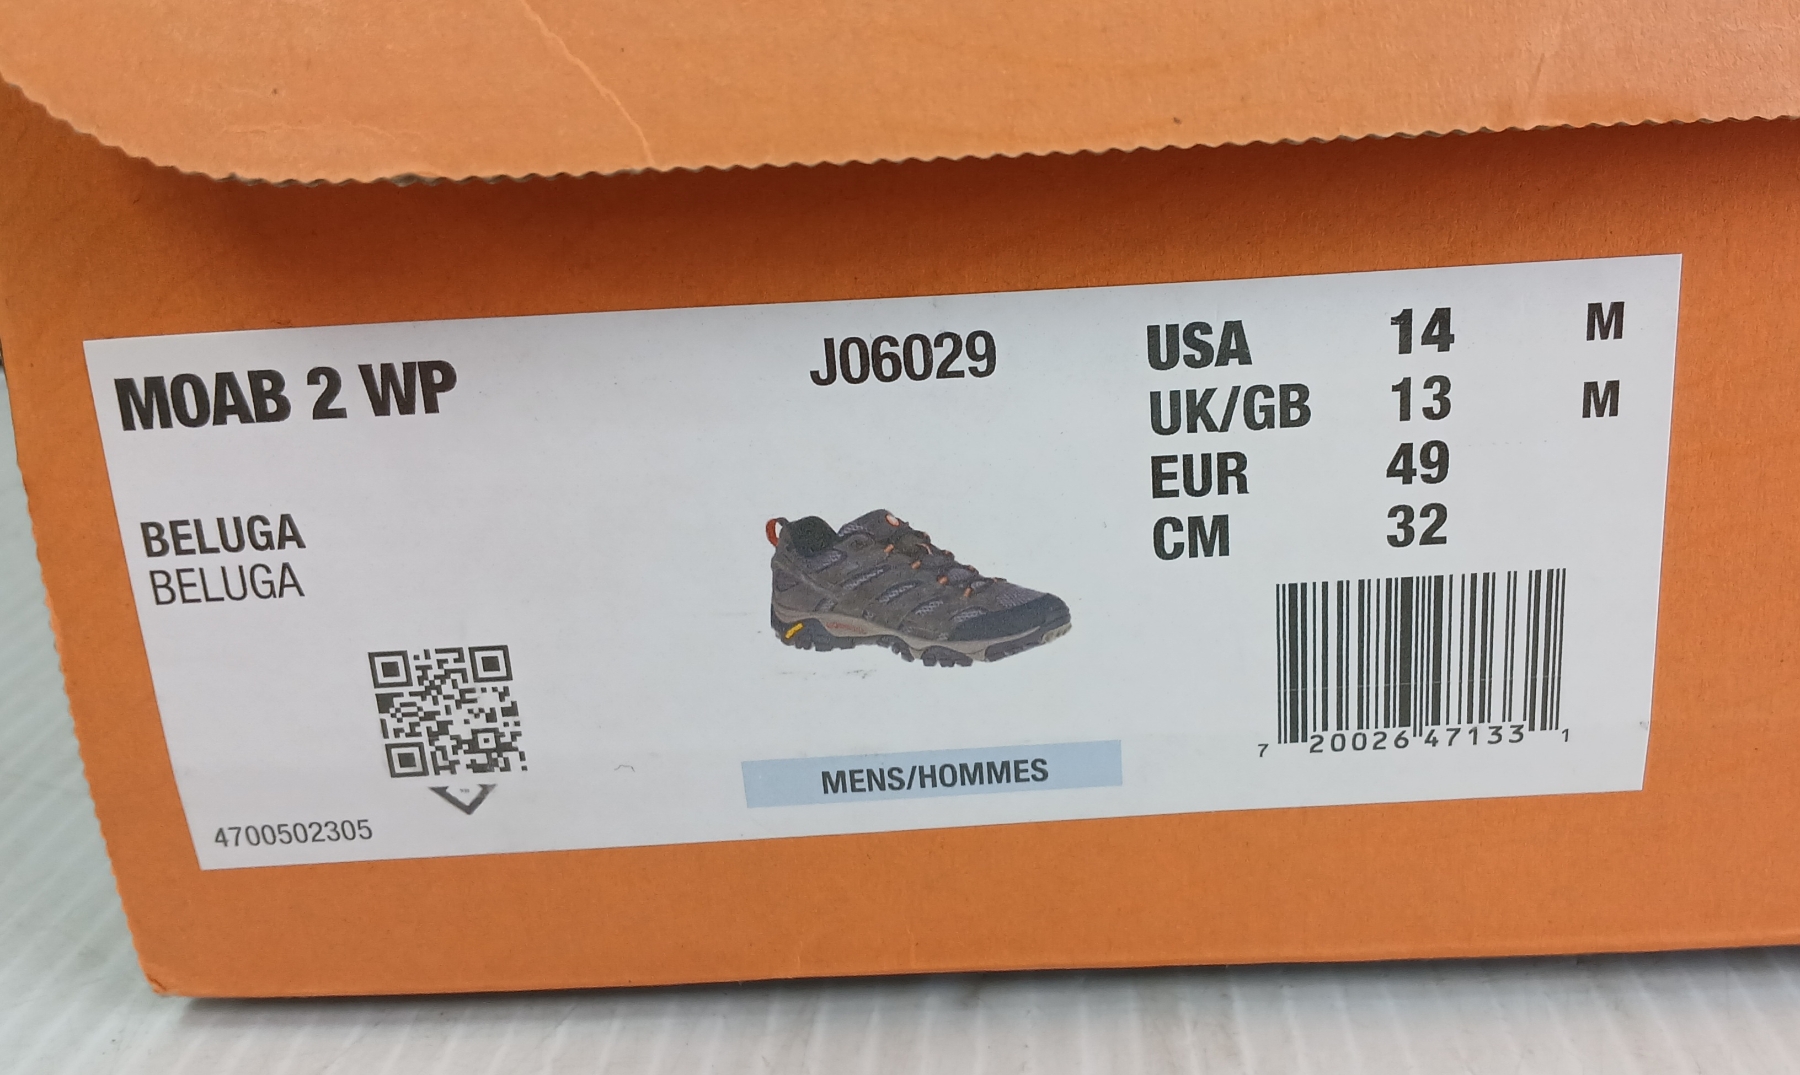 MOAB 2 WP
J06029
USA 14 M
UK/GB 13 M
EUR 49
CM 32
BELUGA
BELUGA
MENS/HOMMES
7 20026 47133 1
4700502305